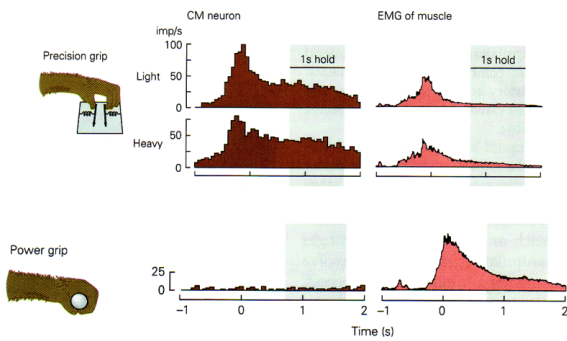 CM neuron
EMG of muscle
imp/s
Precision grip
Light
100
50
0
1s hold
1s hold
Heavy
50
0
Power grip
25
0
−1 0 1 2
−1 0 1 2
Time (s)